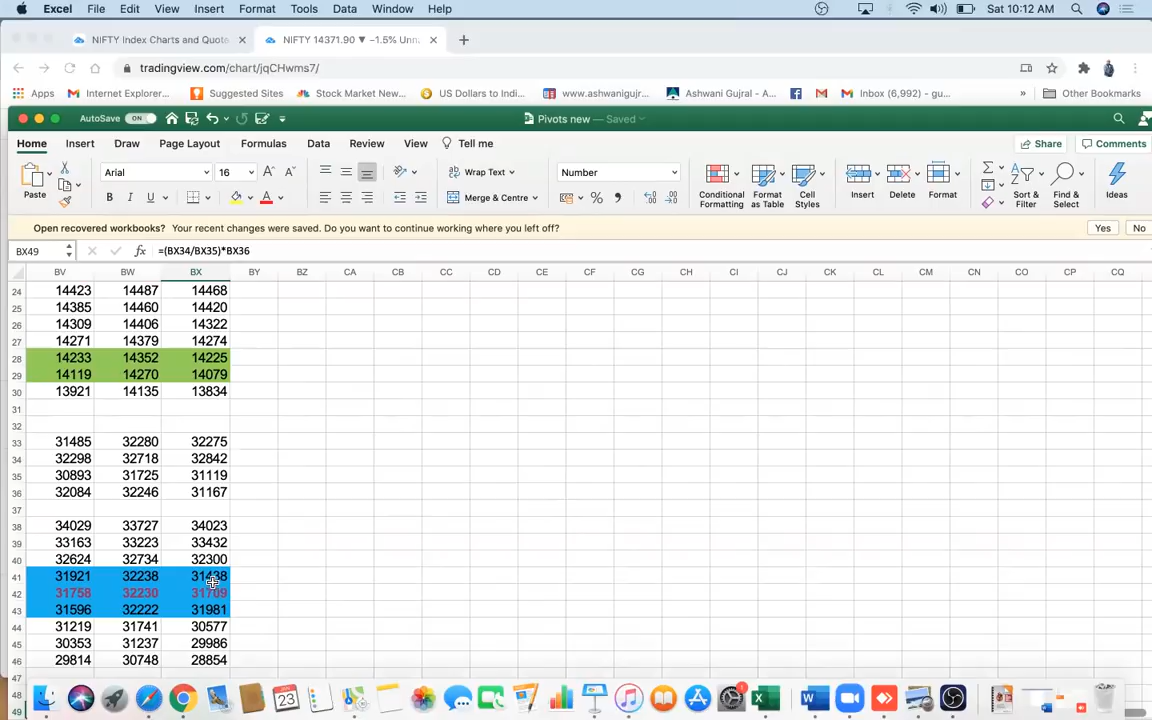 Excel File Edit View Insert Format Tools Data Window Help Sat 10:12 AM
NIFTY Index Charts and Quote NIFTY 14371.90 ▼ −1.5% Unn
tradingview.com/chart/jqCHwms7/
Apps Internet Explorer... Suggested Sites Stock Market New... US Dollars to Indi... www.ashwanigujr... Ashwani Gujral - A... Inbox (6,992) - gu... » Other Bookmarks
AutoSave ON Pivots new — Saved
Home Insert Draw Page Layout Formulas Data Review View Tell me Share Comments
Paste Arial 16 A A Wrap Text Number Conditional Formatting Format as Table Cell Styles Insert Delete Format Sort & Filter Find & Select Ideas
B I U A Merge & Centre
Open recovered workbooks? Your recent changes were saved. Do you want to continue working where you left off? Yes No
BX49 fx =(BX34/BX35)*BX36
BV BW BX BY BZ CA CB CC CD CE CF CG CH CI CJ CK CL CM CN CO CP CQ
24 14423 14487 14468
25 14385 14460 14420
26 14309 14406 14322
27 14271 14379 14274
28 14233 14352 14225
29 14119 14270 14079
30 13921 14135 13834
31
32
33 31485 32280 32275
34 32298 32718 32842
35 30893 31725 31119
36 32084 32246 31167
37
38 34029 33727 34023
39 33163 33223 33432
40 32624 32734 32300
41 31921 32238 31438
42 31758 32230 31709
43 31596 32222 31981
44 31219 31741 30577
45 30353 31237 29986
46 29814 30748 28854
47
48
49
JAN 23